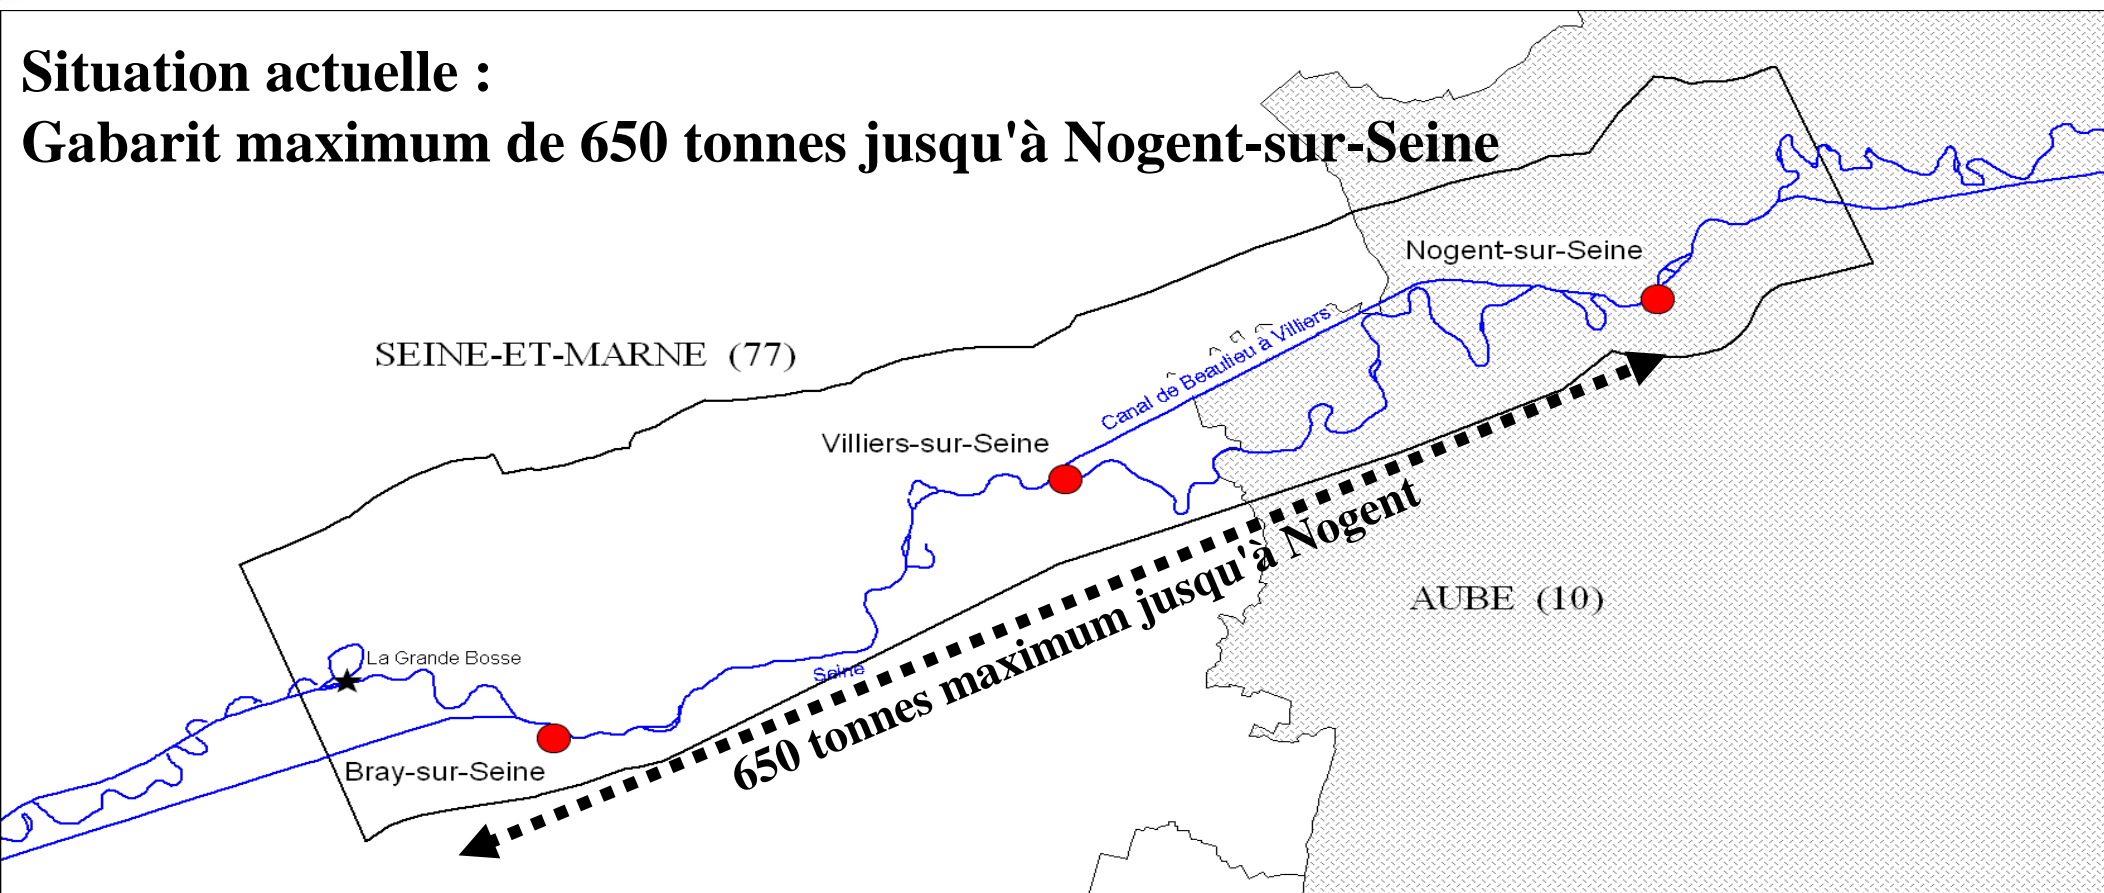 Situation actuelle :
Gabarit maximum de 650 tonnes jusqu'à Nogent-sur-Seine
Nogent-sur-Seine
SEINE-ET-MARNE (77)
Canal de Beaulieu à Villiers
Villiers-sur-Seine
650 tonnes maximum jusqu'à Nogent
AUBE (10)
La Grande Bosse
Seine
Bray-sur-Seine